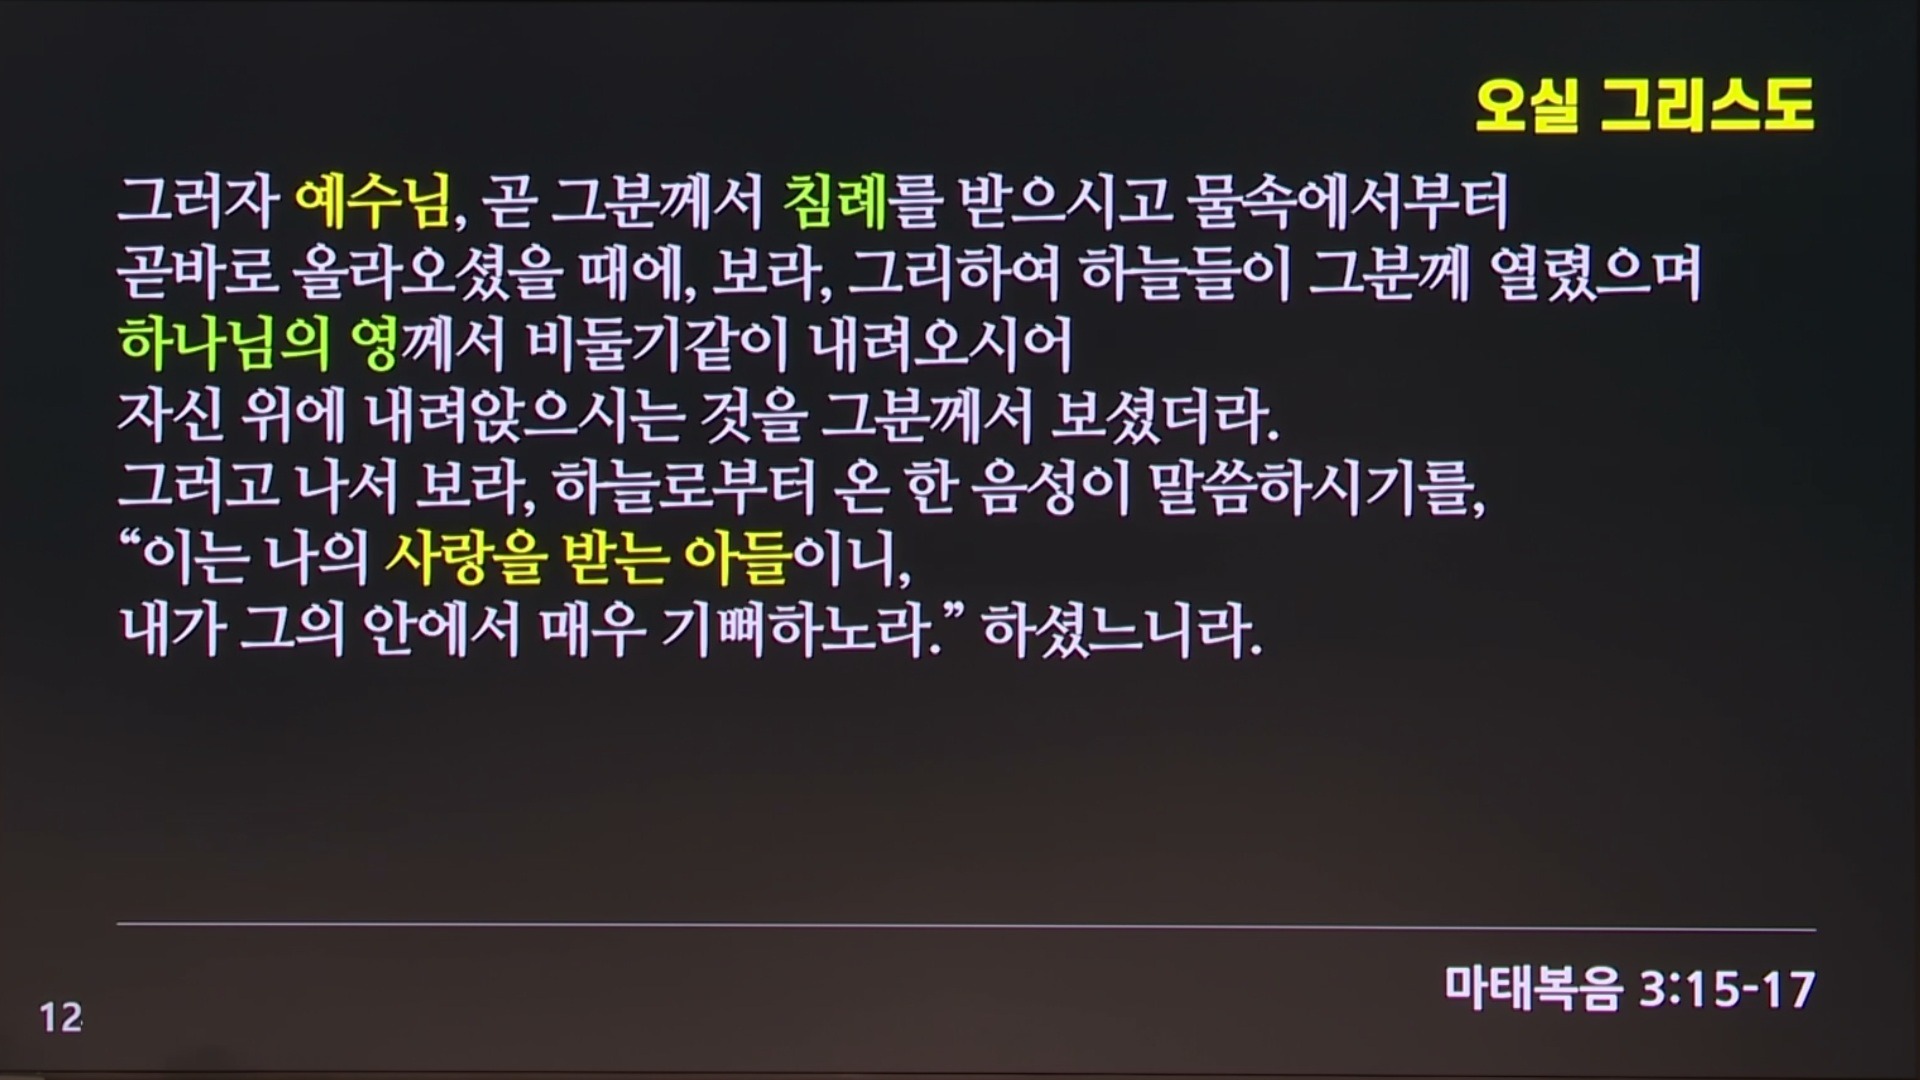 오실 그리스도
그러자 예수님, 곧 그분께서 침례를 받으시고 물속에서부터
곧바로 올라오셨을 때에, 보라, 그리하여 하늘들이 그분께 열렸으며
하나님의 영께서 비둘기같이 내려오시어
자신 위에 내려앉으시는 것을 그분께서 보셨더라.
그러고 나서 보라, 하늘로부터 온 한 음성이 말씀하시기를,
“이는 나의 사랑을 받는 아들이니,
내가 그의 안에서 매우 기뻐하노라.” 하셨느니라.
마태복음 3:15-17
12